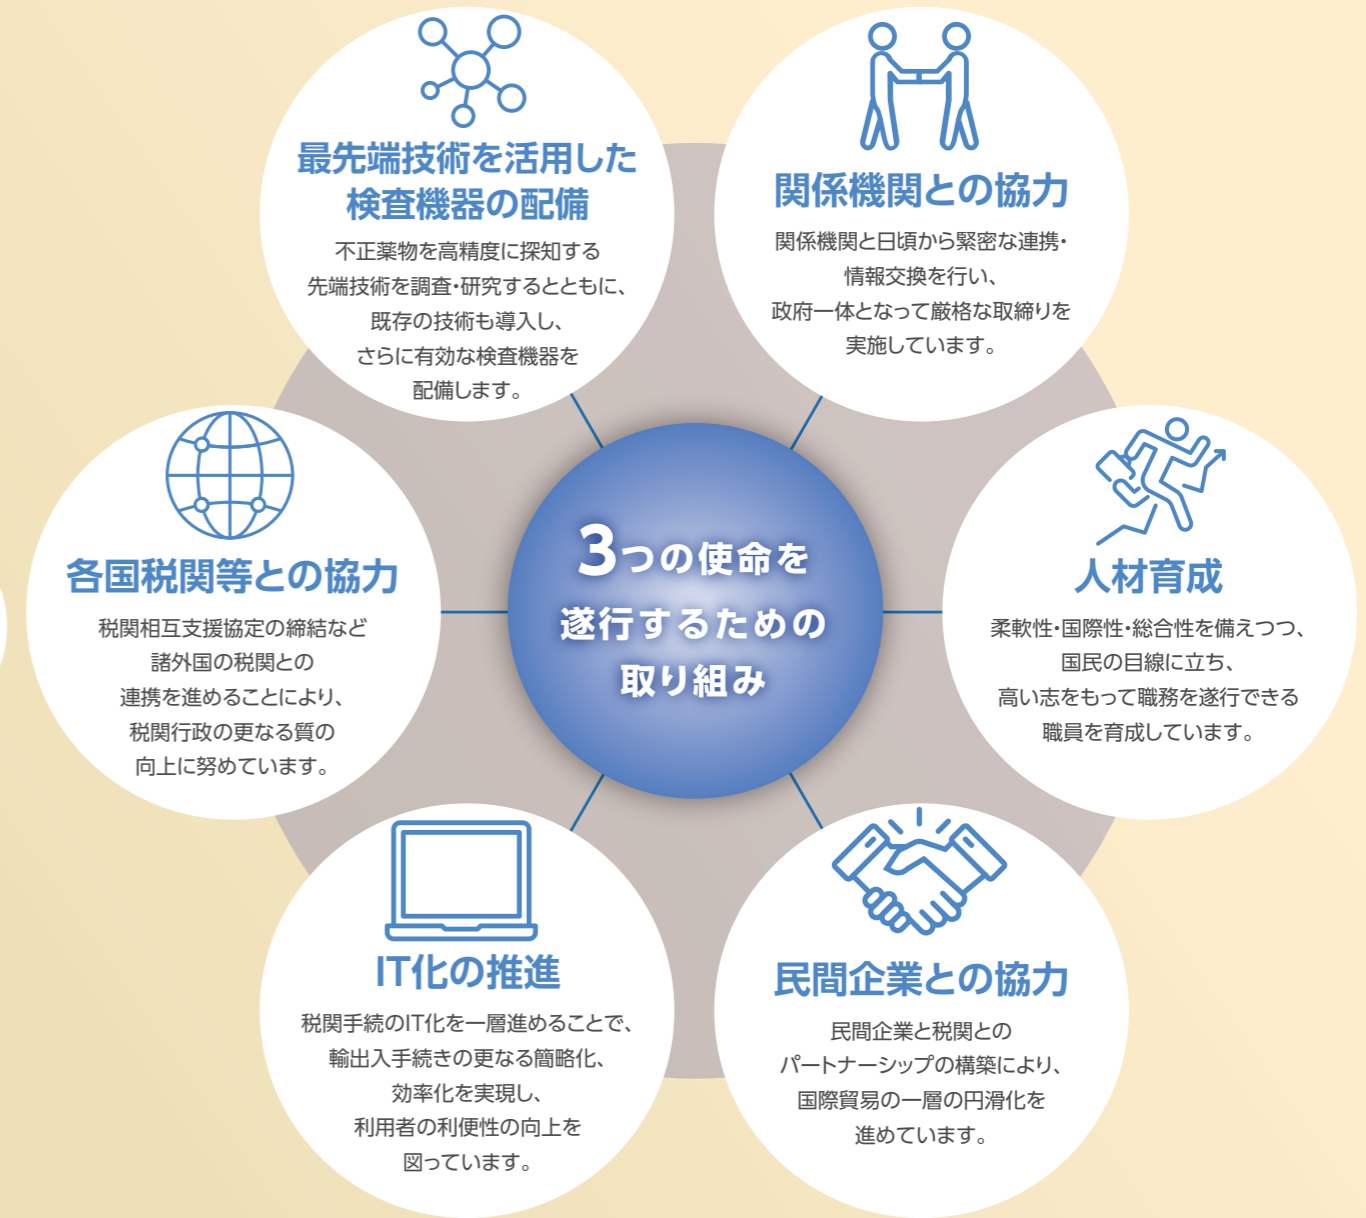 最先端技術を活用した
検査機器の配備
不正薬物を高精度に探知する
先端技術を調査・研究するとともに、
既存の技術も導入し、
さらに有効な検査機器を
配備します。
関係機関との協力
関係機関と日頃から緊密な連携・
情報交換を行い、
政府一体となって厳格な取締りを
実施しています。
各国税関等との協力
税関相互支援協定の締結など
諸外国の税関との
連携を進めることにより、
税関行政の更なる質の
向上に努めています。
3つの使命を
遂行するための
取り組み
人材育成
柔軟性・国際性・総合性を備えつつ、
国民の目線に立ち、
高い志をもって職務を遂行できる
職員を育成しています。
IT化の推進
税関手続のIT化を一層進めることで、
輸出入手続きの更なる簡略化、
効率化を実現し、
利用者の利便性の向上を
図っています。
民間企業との協力
民間企業と税関との
パートナーシップの構築により、
国際貿易の一層の円滑化を
進めています。